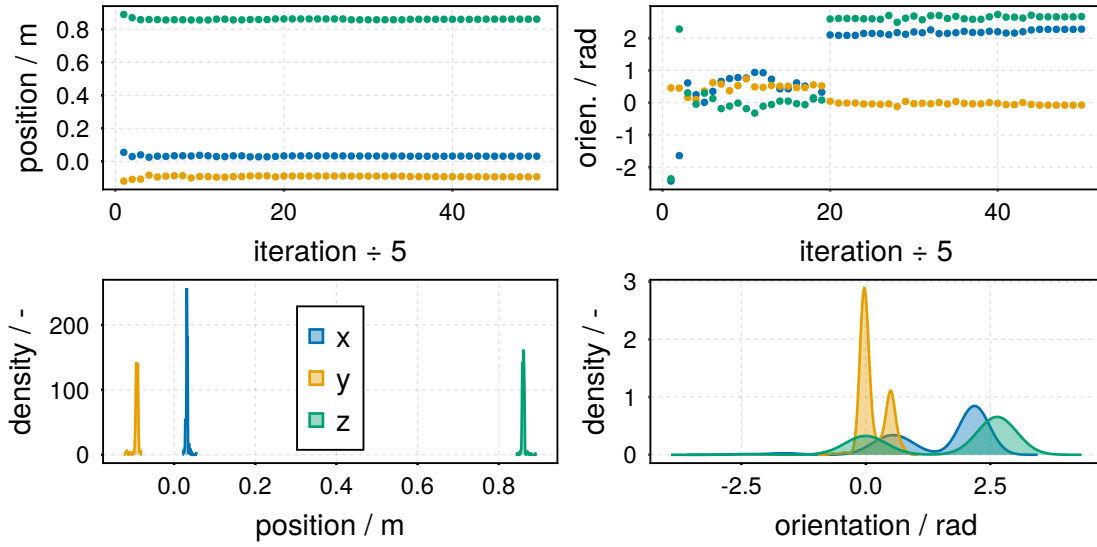 position / m
0.8
0.6
0.4
0.2
0.0
0
20
40
iteration ÷ 5
orien. / rad
2
1
0
-1
-2
0
20
40
iteration ÷ 5
density / -
200
100
0
x
y
z
0.0
0.2
0.4
0.6
0.8
position / m
density / -
3
2
1
0
-2.5
0.0
2.5
orientation / rad